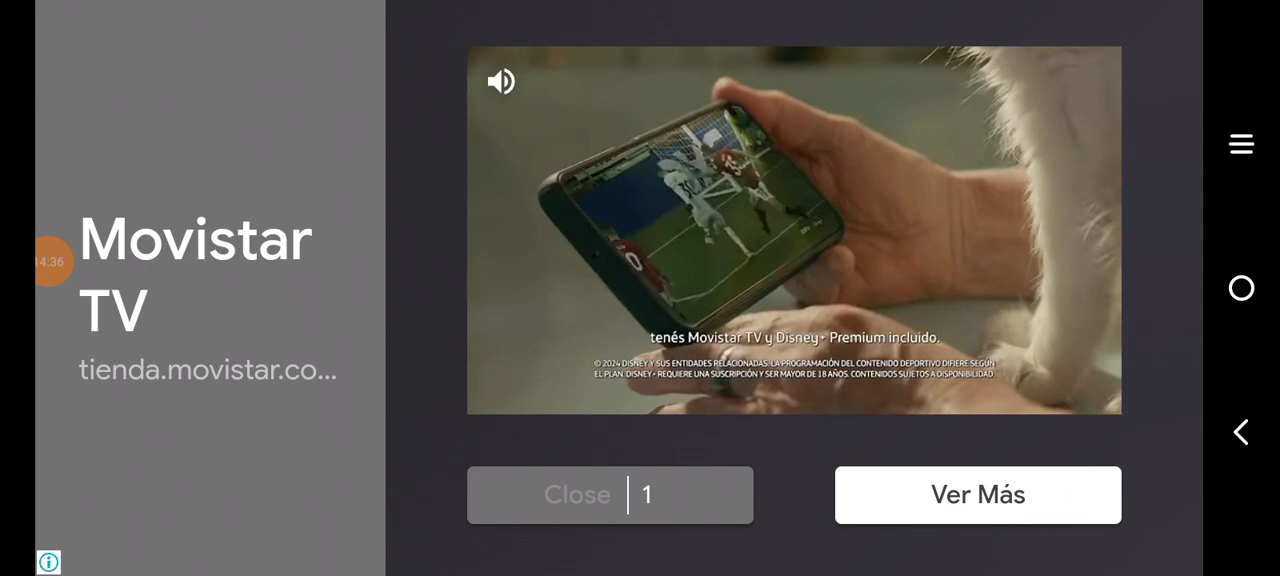 Movistar
TV
tienda.movistar.co...
14:36
tenés Movistar TV y Disney+ Premium incluido.
© 2024 DISNEY Y SUS ENTIDADES RELACIONADAS. LA PROGRAMACIÓN DEL CONTENIDO DEPORTIVO DIFIERE SEGÚN
EL PLAN. DISNEY+ REQUIERE UNA SUSCRIPCIÓN Y SER MAYOR DE 18 AÑOS. CONTENIDOS SUJETOS A DISPONIBILIDAD.
Close | 1
Ver Más